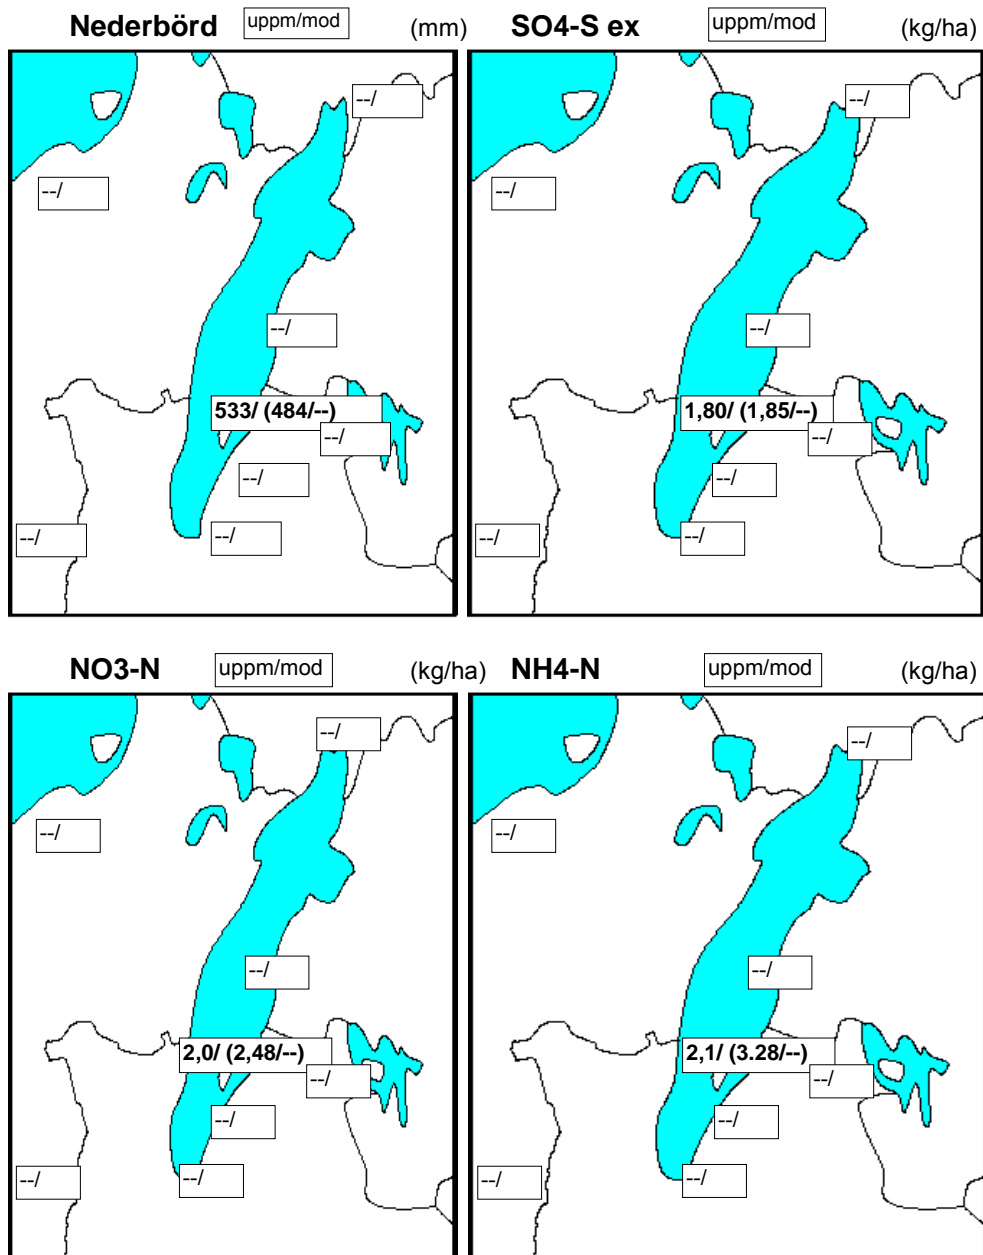 Nederbörd uppm/mod (mm) SO4-S ex uppm/mod (kg/ha)
--/ --/
--/ --/
--/ --/
533/ (484/--) 1,80/ (1,85/--)
--/ --/
--/ --/
--/ --/ --/ --/
NO3-N uppm/mod (kg/ha) NH4-N uppm/mod (kg/ha)
--/ --/
--/ --/
--/ --/
2,0/ (2,48/--) 2,1/ (3.28/--)
--/ --/
--/ --/
--/ --/ --/ --/